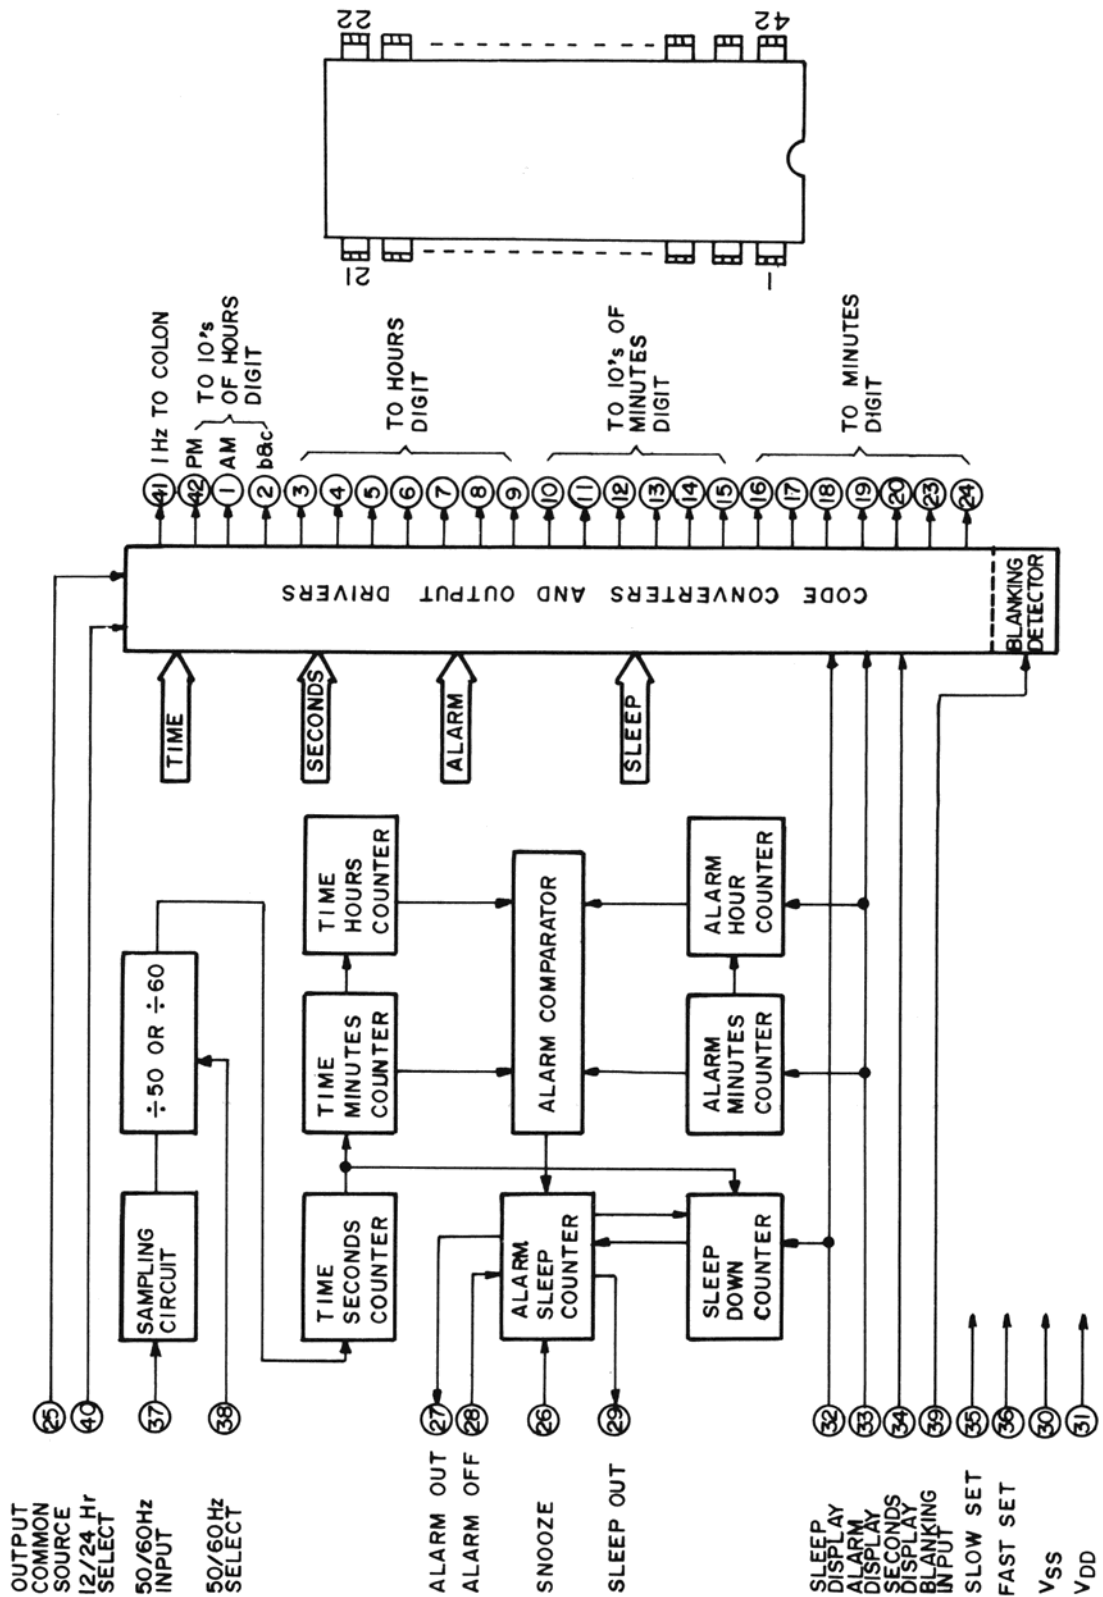 OUTPUT
COMMON
SOURCE
25
12/24 Hr
SELECT
40
50/60Hz
INPUT
37
50/60Hz
SELECT
38
ALARM OUT
27
ALARM OFF
28
SNOOZE
26
SLEEP OUT
29
SLEEP
DISPLAY
32
ALARM
DISPLAY
33
SECONDS
DISPLAY
34
BLANKING
INPUT
39
SLOW SET
35
FAST SET
36
VSS
30
VDD
31
SAMPLING
CIRCUIT
÷50 OR ÷60
TIME
SECONDS
COUNTER
TIME
MINUTES
COUNTER
TIME
HOURS
COUNTER
ALARM
SLEEP
COUNTER
ALARM COMPARATOR
SLEEP
DOWN
COUNTER
ALARM
MINUTES
COUNTER
ALARM
HOUR
COUNTER
TIME
SECONDS
ALARM
SLEEP
CODE CONVERTERS AND OUTPUT DRIVERS
BLANKING
DETECTOR
41 1Hz TO COLON
42 PM
1 AM
2 b&c
TO 10's
OF HOURS
DIGIT
3
4
5
6
7
8
9
TO HOURS
DIGIT
10
11
12
13
14
15
TO 10's OF
MINUTES
DIGIT
16
17
18
19
20
23
24
TO MINUTES
DIGIT
21
1
22
42